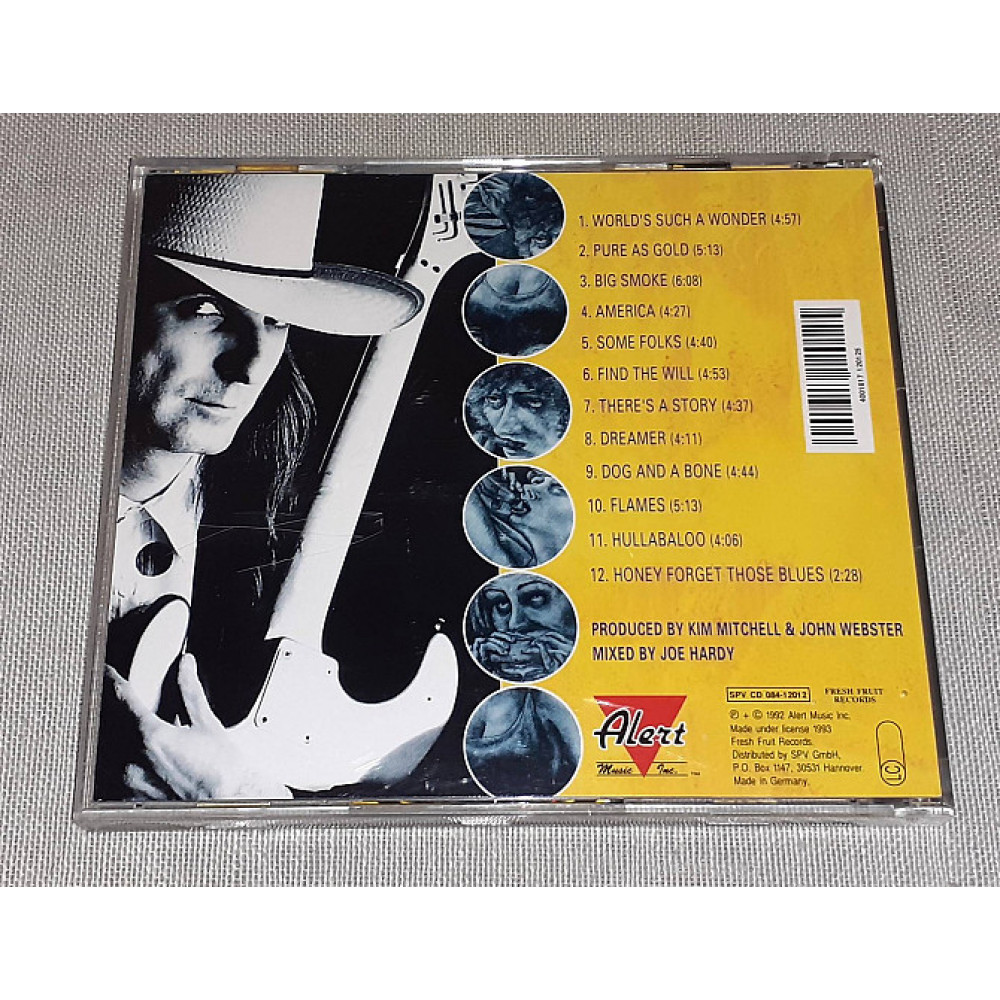 1. WORLD'S SUCH A WONDER (4:57)
2. PURE AS GOLD (5:13)
3. BIG SMOKE (6:08)
4. AMERICA (4:27)
5. SOME FOLKS (4:40)
6. FIND THE WILL (4:53)
7. THERE'S A STORY (4:37)
8. DREAMER (4:11)
9. DOG AND A BONE (4:44)
10. FLAMES (5:13)
11. HULLABALOO (4:06)
12. HONEY FORGET THOSE BLUES (2:28)
4001617 120125
PRODUCED BY KIM MITCHELL & JOHN WEBSTER
MIXED BY JOE HARDY
Alert
Music Inc. ™
SPV CD 084-12012
FRESH FRUIT
RECORDS
℗ + © 1992 Alert Music Inc.
Made under license 1993
Fresh Fruit Records.
Distributed by SPV GmbH,
P.O. Box 1147, 30531 Hannover.
Made in Germany.
LC